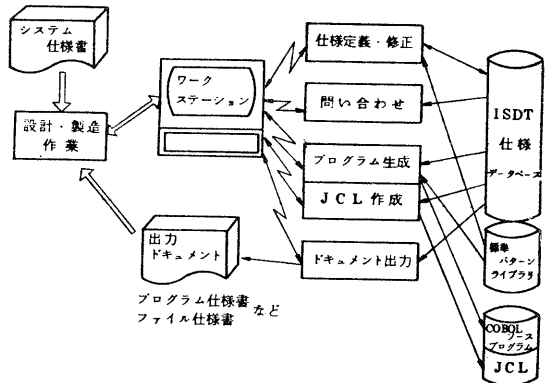 システム
仕様書
設計・製造
作業
ワーク
ステーション
出力
ドキュメント
プログラム仕様書
ファイル仕様書
など
仕様定義・修正
問い合わせ
プログラム生成
JCL作成
ドキュメント出力
ISDT
仕様
データベース
標準
パターン
ライブラリ
COBOL
ソース
プログラム
JCL